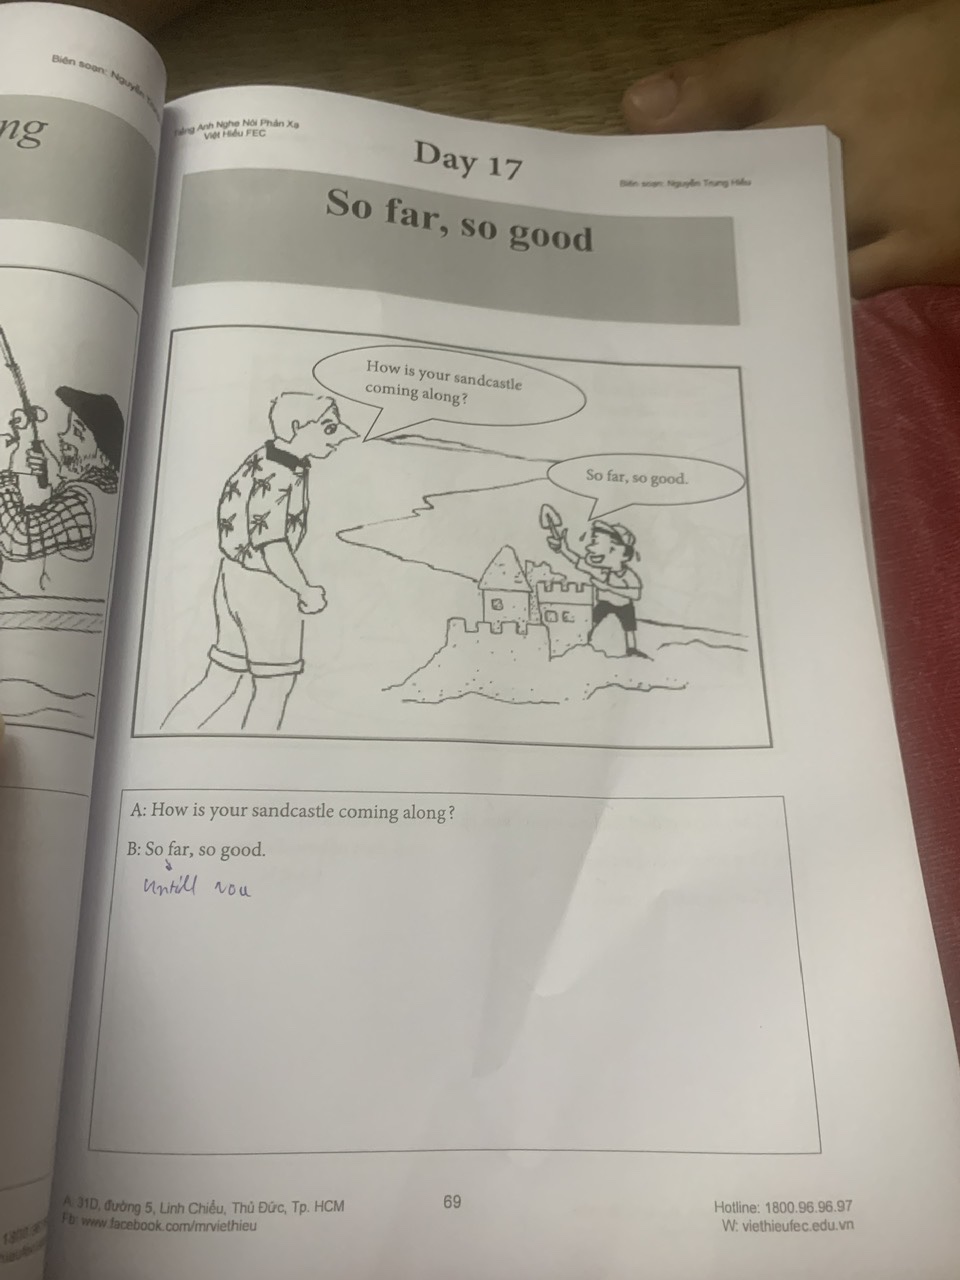 Biên soạn: Nguyễn
ng
Tiếng Anh Nghe Nói Phản Xạ
Việt Hiếu FEC
Day 17
Biên soạn: Nguyễn Trung Hiếu
So far, so good
How is your sandcastle
coming along?
So far, so good.
A: How is your sandcastle coming along?
B: So far, so good.
Untill nou
A: 31D, đường 5, Linh Chiểu, Thủ Đức, Tp. HCM
Fb: www.facebook.com/mrviethieu
69
Hotline: 1800.96.96.97
W: viethieufec.edu.vn